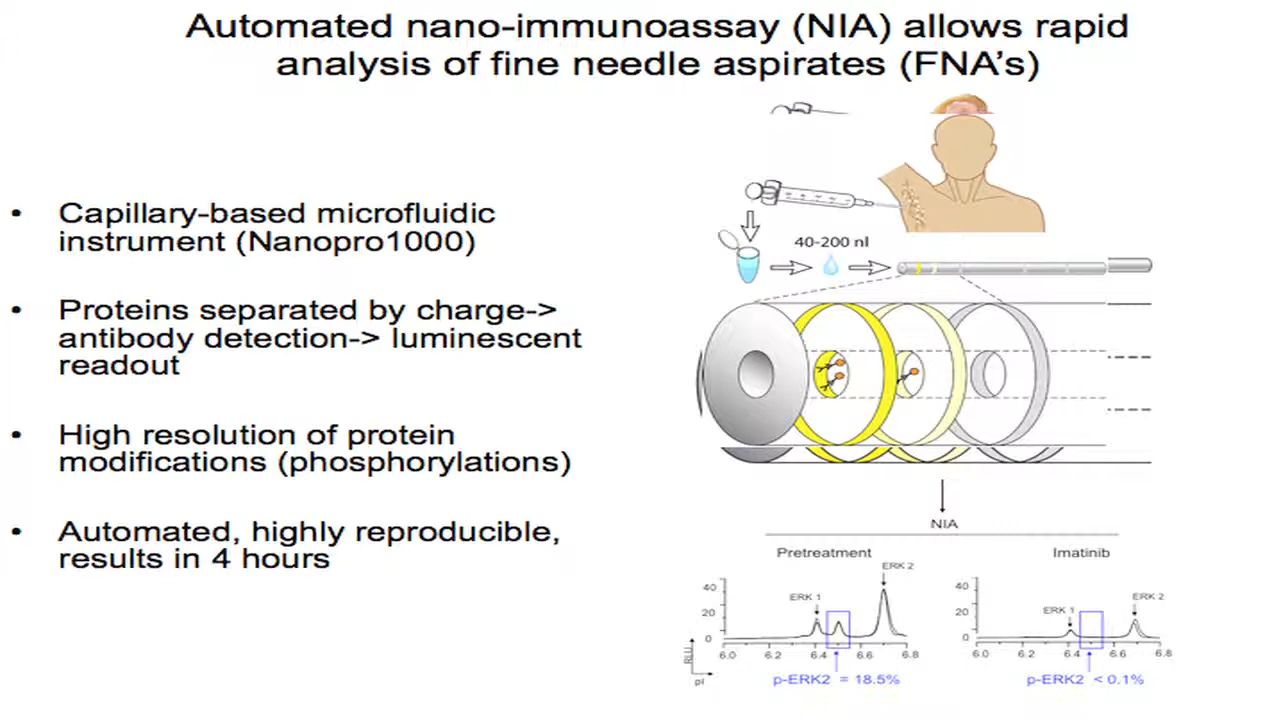 Automated nano-immunoassay (NIA) allows rapid
analysis of fine needle aspirates (FNA's)
• Capillary-based microfluidic
instrument (Nanopro1000)
• Proteins separated by charge->
antibody detection-> luminescent
readout
• High resolution of protein
modifications (phosphorylations)
• Automated, highly reproducible,
results in 4 hours
40-200 nl
NIA
Pretreatment
ERK 2
40
ERK 1
20
0
6.0 6.2 6.4 6.6 6.8
RLU
pI
p-ERK2 = 18.5%
Imatinib
40
ERK 2
ERK 1
20
0
6.0 6.2 6.4 6.6 6.8
p-ERK2 < 0.1%